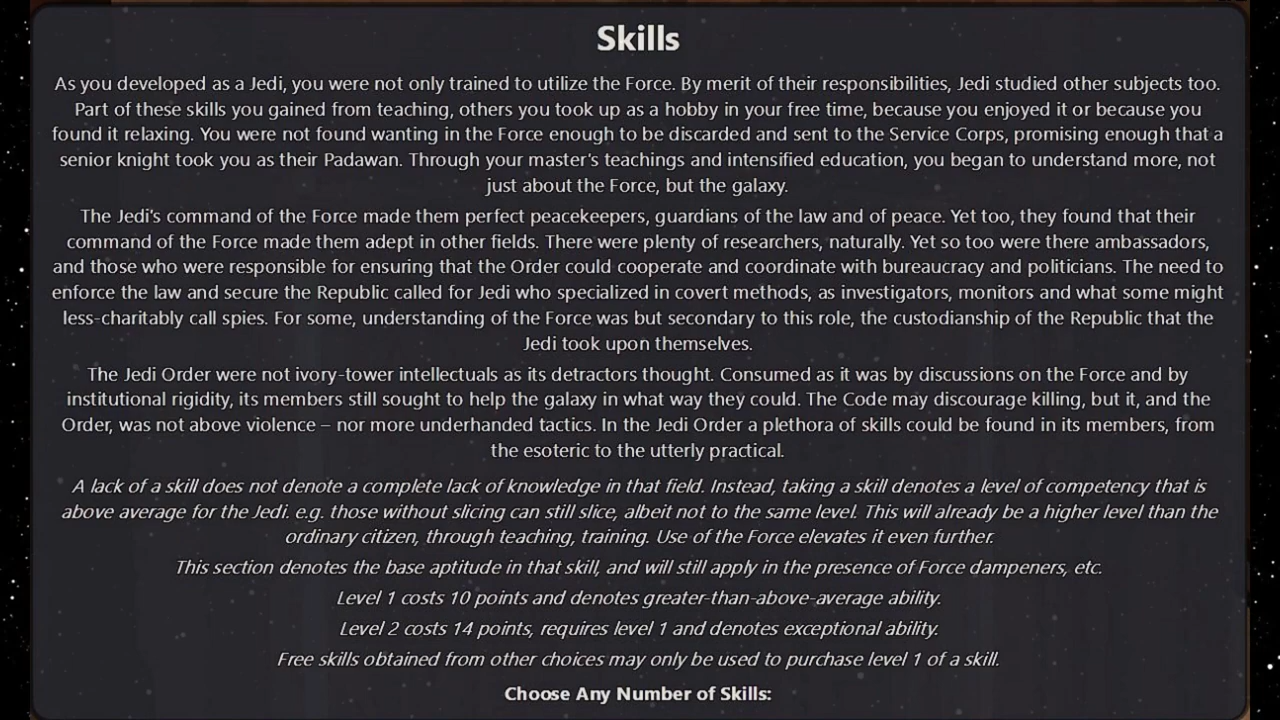 Skills
As you developed as a Jedi, you were not only trained to utilize the Force. By merit of their responsibilities, Jedi studied other subjects too.
Part of these skills you gained from teaching, others you took up as a hobby in your free time, because you enjoyed it or because you
found it relaxing. You were not found wanting in the Force enough to be discarded and sent to the Service Corps, promising enough that a
senior knight took you as their Padawan. Through your master's teachings and intensified education, you began to understand more, not
just about the Force, but the galaxy.
The Jedi's command of the Force made them perfect peacekeepers, guardians of the law and of peace. Yet too, they found that their
command of the Force made them adept in other fields. There were plenty of researchers, naturally. Yet so too were there ambassadors,
and those who were responsible for ensuring that the Order could cooperate and coordinate with bureaucracy and politicians. The need to
enforce the law and secure the Republic called for Jedi who specialized in covert methods, as investigators, monitors and what some might
less-charitably call spies. For some, understanding of the Force was but secondary to this role, the custodianship of the Republic that the
Jedi took upon themselves.
The Jedi Order were not ivory-tower intellectuals as its detractors thought. Consumed as it was by discussions on the Force and by
institutional rigidity, its members still sought to help the galaxy in what way they could. The Code may discourage killing, but it, and the
Order, was not above violence – nor more underhanded tactics. In the Jedi Order a plethora of skills could be found in its members, from
the esoteric to the utterly practical.
A lack of a skill does not denote a complete lack of knowledge in that field. Instead, taking a skill denotes a level of competency that is
above average for the Jedi. e.g. those without slicing can still slice, albeit not to the same level. This will already be a higher level than the
ordinary citizen, through teaching, training. Use of the Force elevates it even further.
This section denotes the base aptitude in that skill, and will still apply in the presence of Force dampeners, etc.
Level 1 costs 10 points and denotes greater-than-above-average ability.
Level 2 costs 14 points, requires level 1 and denotes exceptional ability.
Free skills obtained from other choices may only be used to purchase level 1 of a skill.
Choose Any Number of Skills: